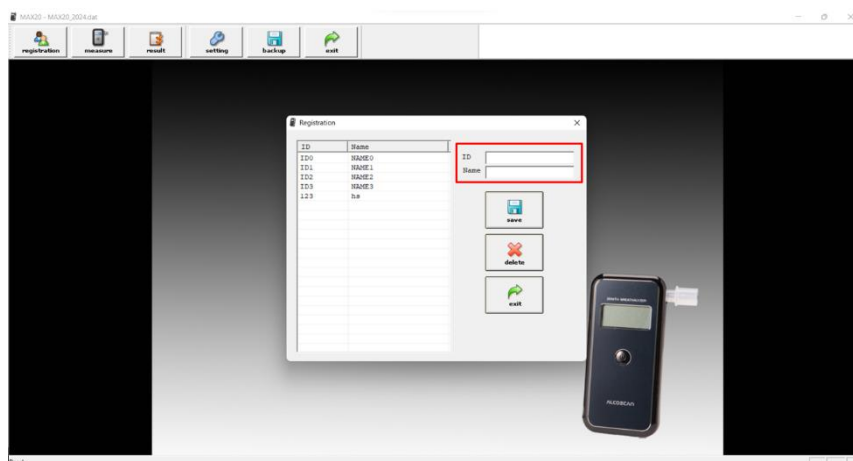 MAX20 - MAX20_2024.dat
registration
measure
result
setting
backup
exit
Registration
ID Name
ID0 NAME0
ID1 NAME1
ID2 NAME2
ID3 NAME3
123 hs
ID
Name
save
delete
exit
ALCOSCAN